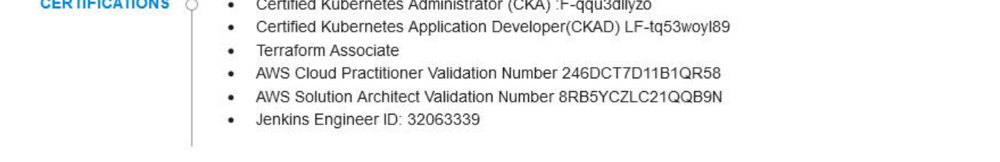 CERTIFICATIONS
Certified Kubernetes Administrator (CKA) :F-qqu3dllyzo
Certified Kubernetes Application Developer(CKAD) LF-tq53woyl89
Terraform Associate
AWS Cloud Practitioner Validation Number 246DCT7D11B1QR58
AWS Solution Architect Validation Number 8RB5YCZLC21QQB9N
Jenkins Engineer ID: 32063339